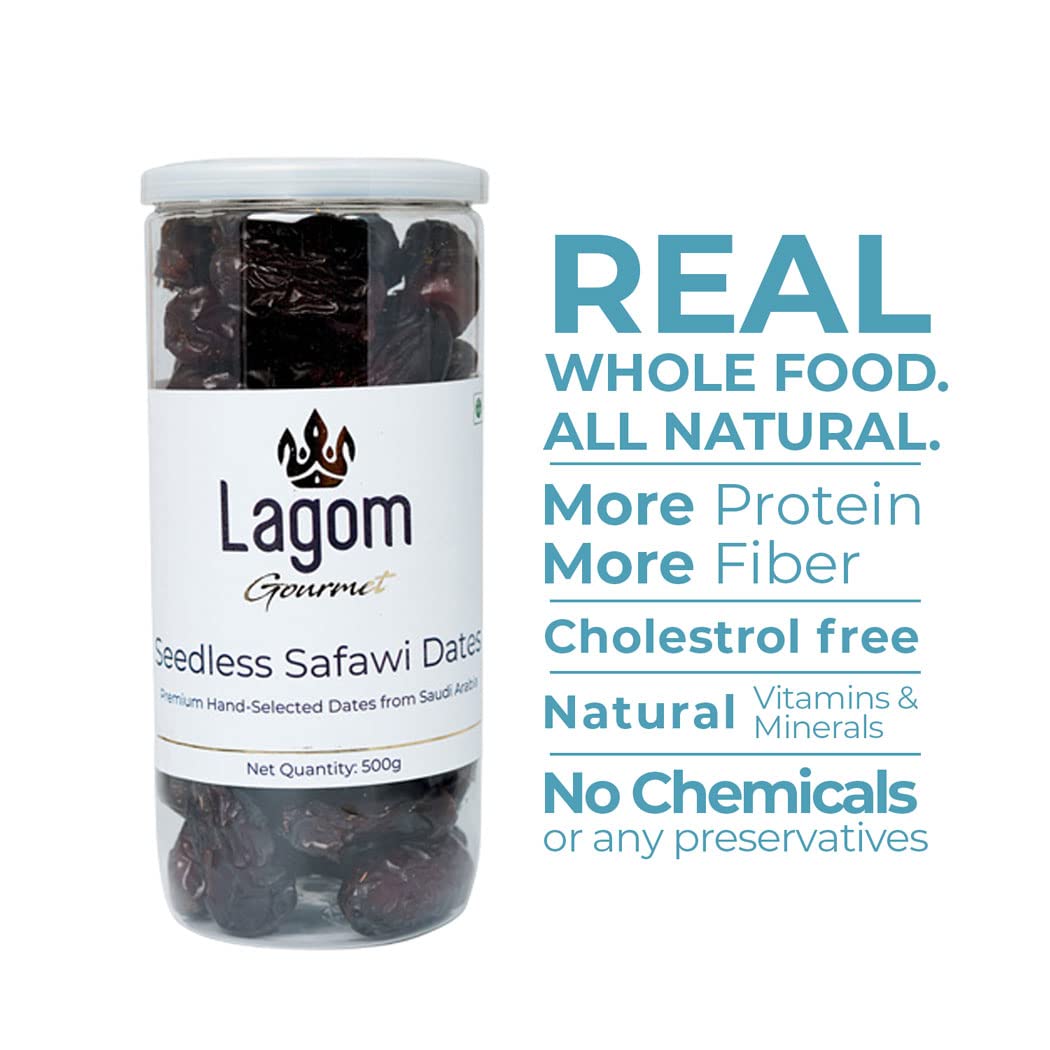 Lagom
Gourmet
Seedless Safawi Dates
Premium Hand-Selected Dates from Saudi Arabia
Net Quantity: 500g
REAL
WHOLE FOOD.
ALL NATURAL.
More Protein
More Fiber
Cholestrol free
Natural Vitamins &
Minerals
No Chemicals
or any preservatives